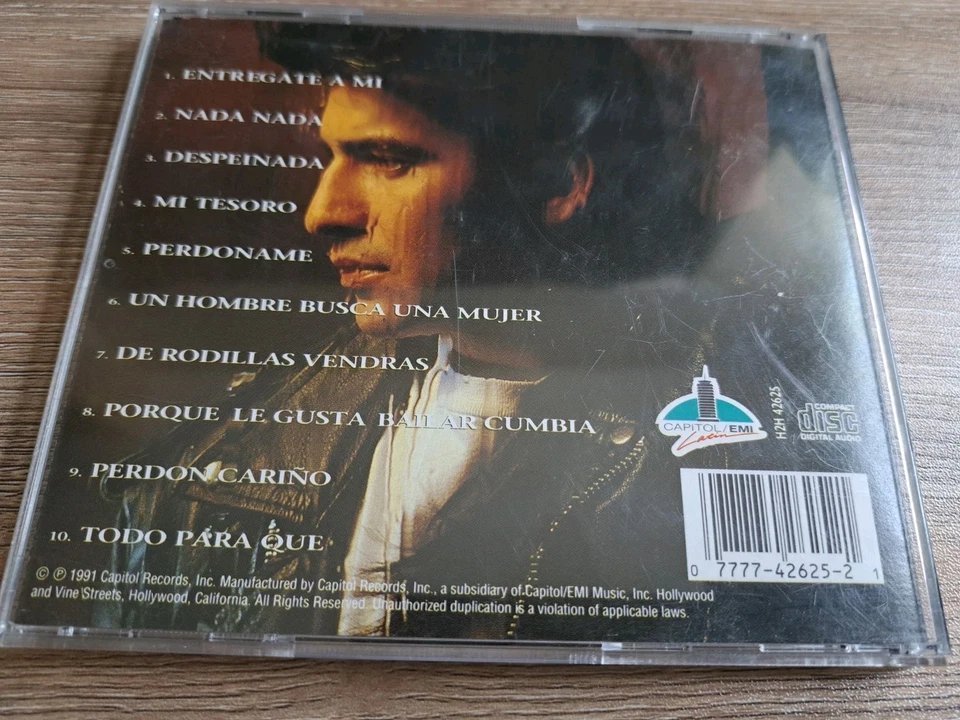 1. ENTREGATE A MI
2. NADA NADA
3. DESPEINADA
4. MI TESORO
5. PERDONAME
6. UN HOMBRE BUSCA UNA MUJER
7. DE RODILLAS VENDRAS
8. PORQUE LE GUSTA BAILAR CUMBIA
9. PERDON CARIÑO
10. TODO PARA QUE
CAPITOL/EMI
Latin
H2H 42625
COMPACT
disc
DIGITAL AUDIO
0 7777-42625-2 1
© ℗ 1991 Capitol Records, Inc. Manufactured by Capitol Records, Inc., a subsidiary of Capitol/EMI Music, Inc. Hollywood
and Vine Streets, Hollywood, California. All Rights Reserved. Unauthorized duplication is a violation of applicable laws.